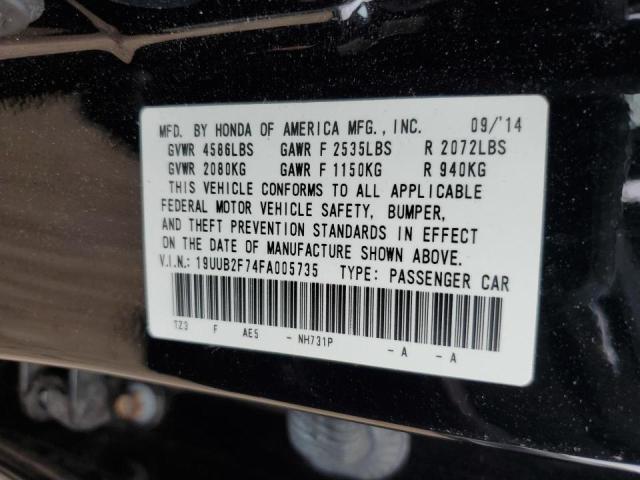 MFD. BY HONDA OF AMERICA MFG., INC. 09/'14
GVWR 4586LBS GAWR F 2535LBS R 2072LBS
GVWR 2080KG GAWR F 1150KG R 940KG
THIS VEHICLE CONFORMS TO ALL APPLICABLE
FEDERAL MOTOR VEHICLE SAFETY, BUMPER,
AND THEFT PREVENTION STANDARDS IN EFFECT
ON THE DATE OF MANUFACTURE SHOWN ABOVE.
V.I.N.: 19UUB2F74FA005735 TYPE: PASSENGER CAR
TZ3 F AE5 - NH731P - A - A